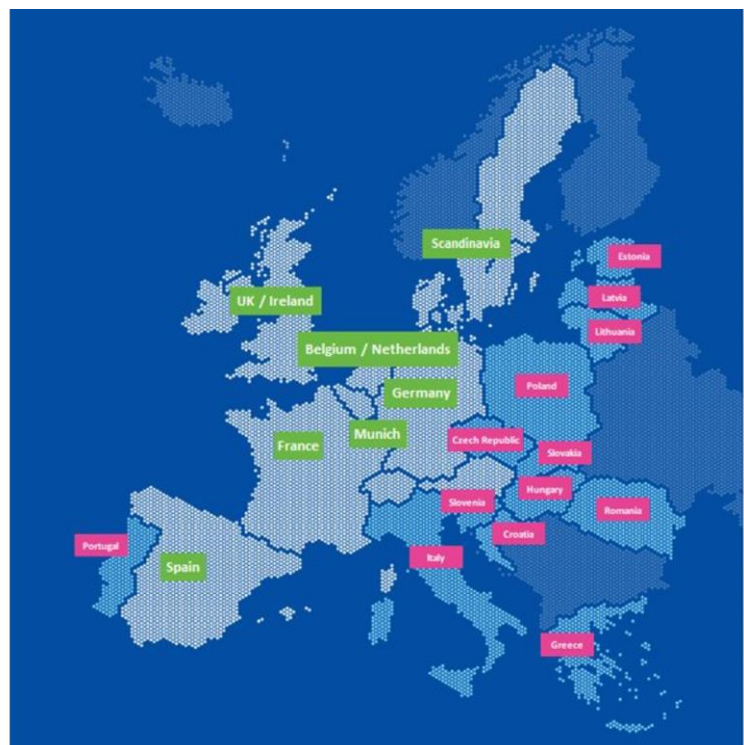 Scandinavia
Estonia
UK / Ireland
Latvia
Lithuania
Belgium / Netherlands
Germany
Poland
Munich
France
Czech Republic
Slovakia
Hungary
Slovenia
Romania
Croatia
Portugal
Italy
Spain
Greece